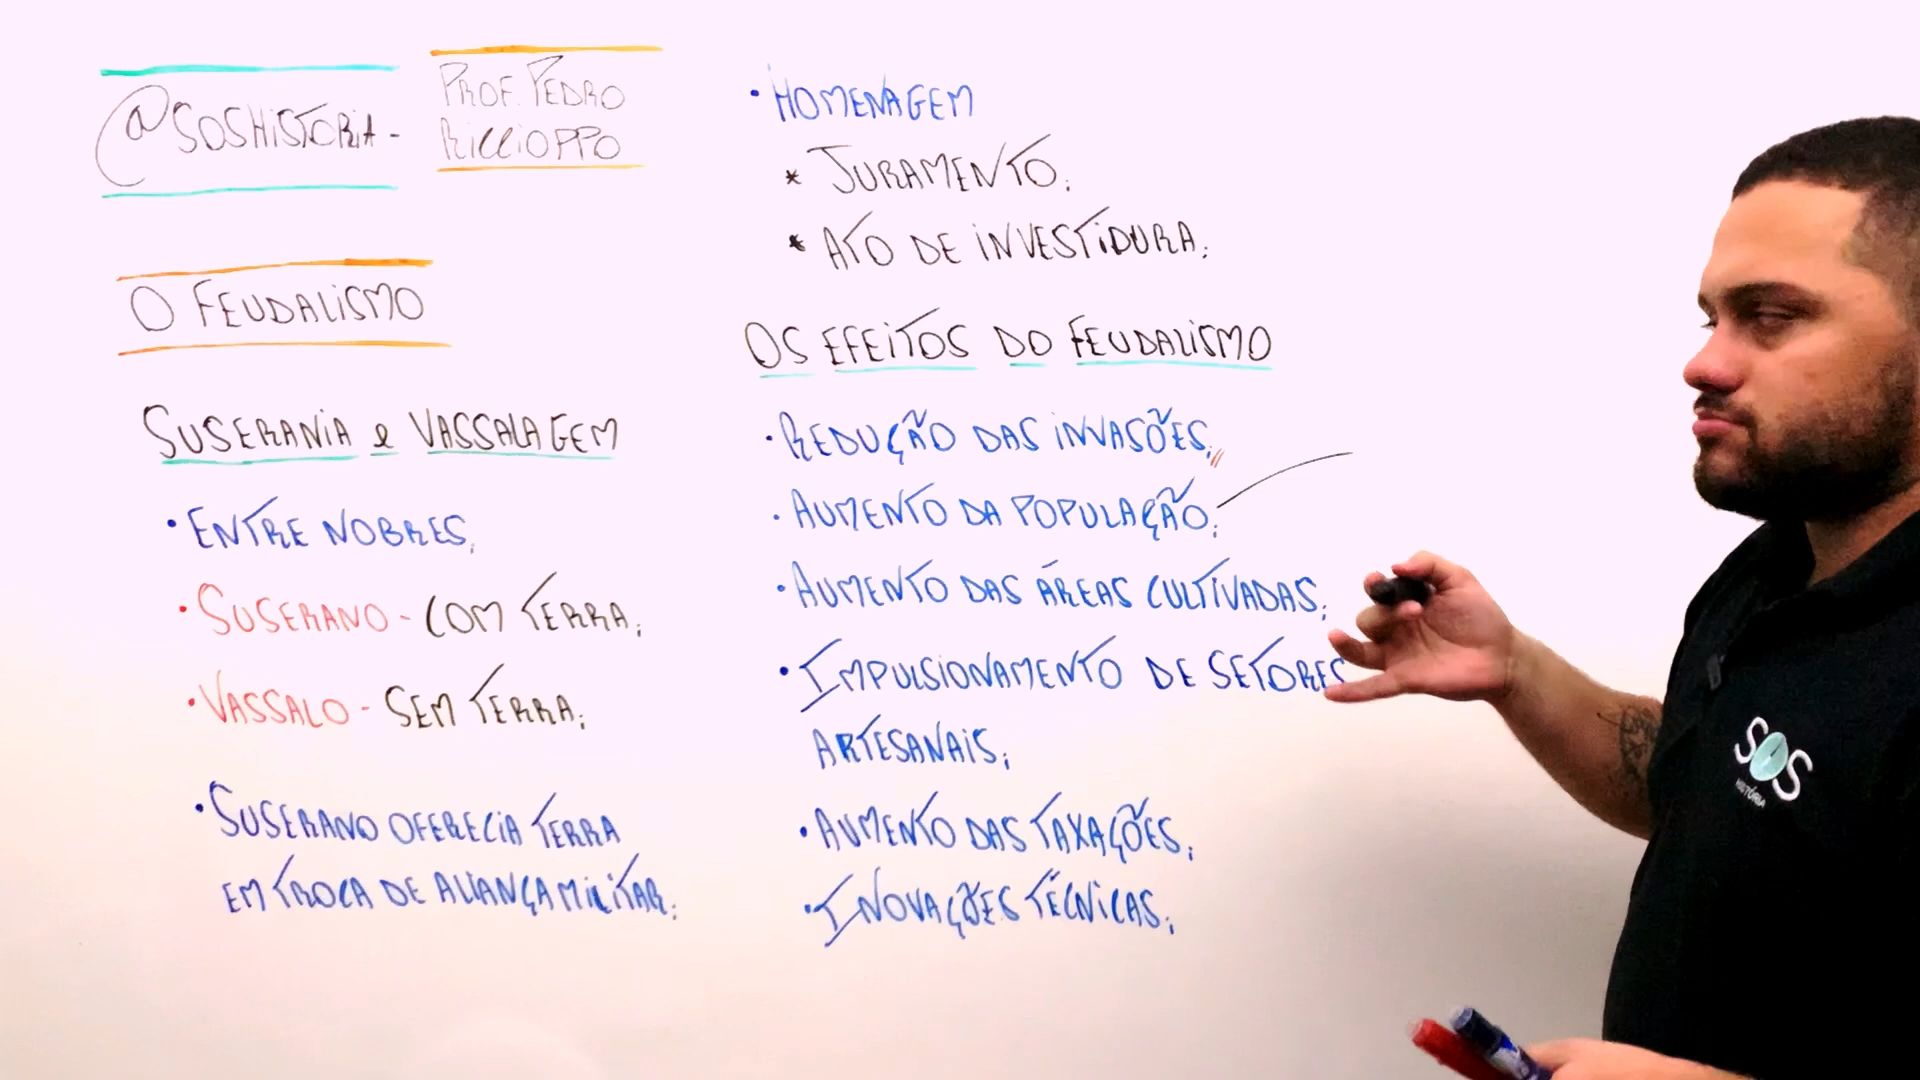 @SOSHISTORIA -
PROF. PEDRO
RICCIOPPO
O FEUDALISMO
SUSERANIA e VASSALAGEM
• ENTRE NOBRES;
• SUSERANO - COM TERRA;
• VASSALO - SEM TERRA;
• SUSERANO OFERECIA TERRA
EM TROCA DE ALIANÇA MILITAR;
• HOMENAGEM
* JURAMENTO;
* ATO DE INVESTIDURA;
OS EFEITOS DO FEUDALISMO
• REDUÇÃO DAS INVASÕES;
• AUMENTO DA POPULAÇÃO;
• AUMENTO DAS ÁREAS CULTIVADAS;
• IMPULSIONAMENTO DE SETORES
ARTESANAIS;
• AUMENTO DAS TAXAÇÕES;
• INOVAÇÕES TÉCNICAS;
SOS
HISTÓRIA